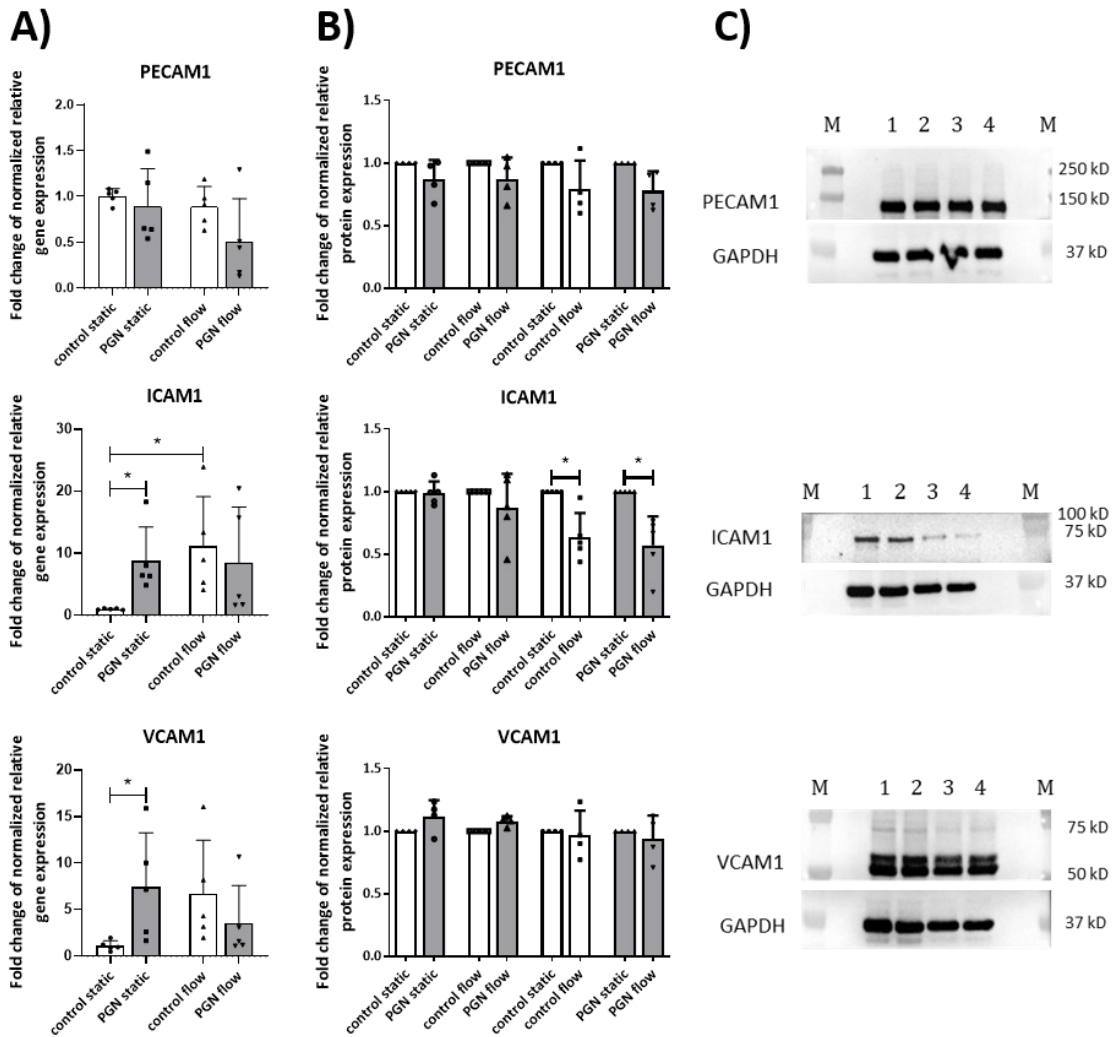 A)
B)
C)
PECAM1
Fold change of normalized relative
gene expression
2.0
1.5
1.0
0.5
0.0
control static
PGN static
control flow
PGN flow
PECAM1
Fold change of normalized relative
protein expression
1.5
1.0
0.5
0.0
control static
PGN static
control flow
PGN flow
control static
control flow
PGN static
PGN flow
M 1 2 3 4 M
250 kD
150 kD
PECAM1
GAPDH
37 kD
ICAM1
Fold change of normalized relative
gene expression
30
20
10
0
*
*
control static
PGN static
control flow
PGN flow
ICAM1
Fold change of normalized relative
protein expression
1.5
1.0
0.5
0.0
* *
control static
PGN static
control flow
PGN flow
control static
control flow
PGN static
PGN flow
M 1 2 3 4 M
100 kD
75 kD
ICAM1
GAPDH
37 kD
VCAM1
Fold change of normalized relative
gene expression
20
15
10
5
0
*
control static
PGN static
control flow
PGN flow
VCAM1
Fold change of normalized relative
protein expression
1.5
1.0
0.5
0.0
control static
PGN static
control flow
PGN flow
control static
control flow
PGN static
PGN flow
M 1 2 3 4 M
75 kD
VCAM1
50 kD
GAPDH
37 kD